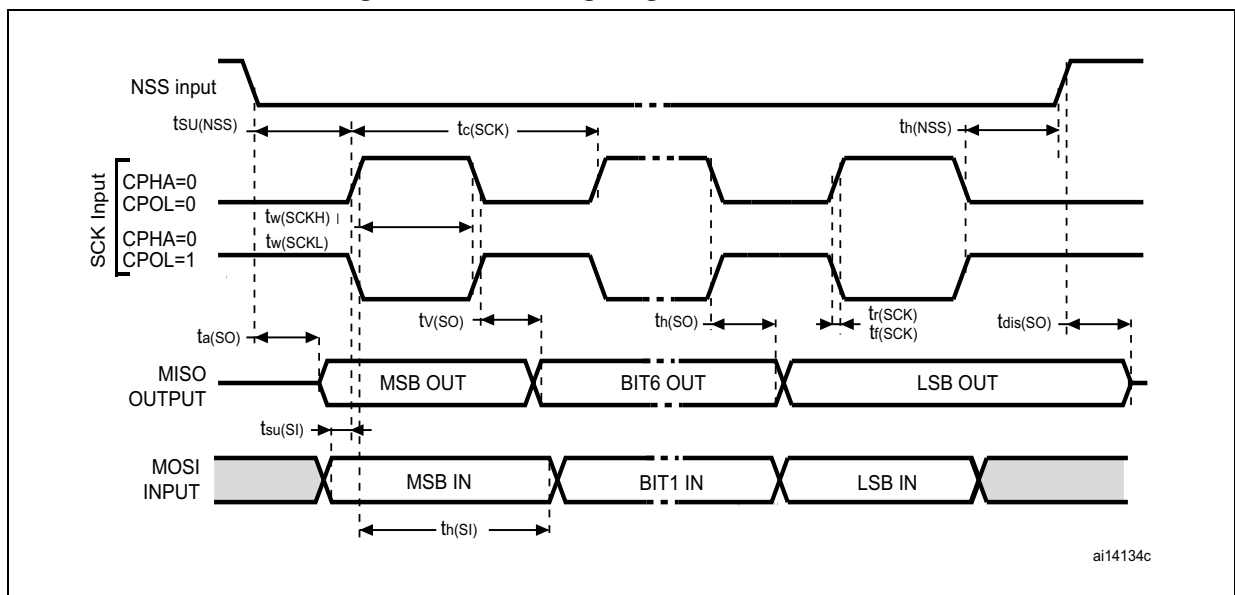 NSS input
tSU(NSS)
tc(SCK)
th(NSS)
SCK Input
CPHA=0
CPOL=0
tw(SCKH)
CPHA=0
CPOL=1
tw(SCKL)
ta(SO)
tV(SO)
th(SO)
tr(SCK)
tf(SCK)
tdis(SO)
MISO
OUTPUT
MSB OUT
BIT6 OUT
LSB OUT
tsu(SI)
MOSI
INPUT
MSB IN
BIT1 IN
LSB IN
th(SI)
ai14134c